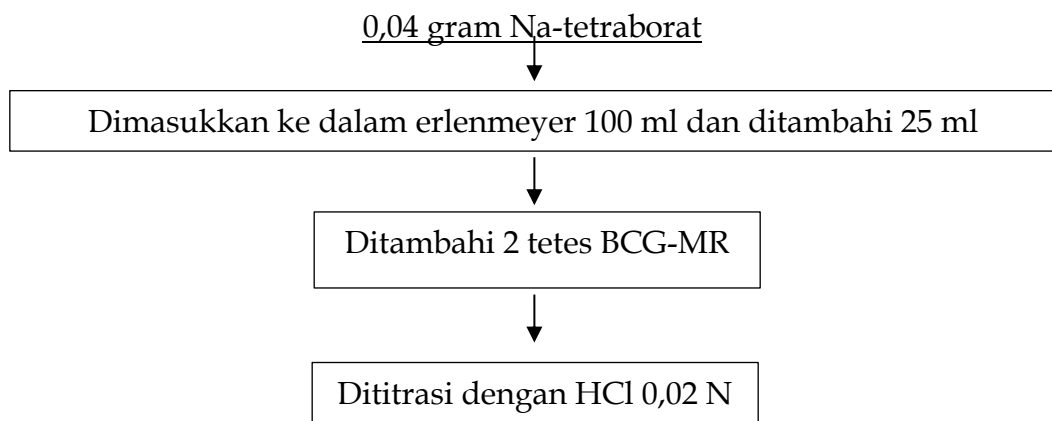 0,04 gram Na-tetraborat
Dimasukkan ke dalam erlenmeyer 100 ml dan ditambahi 25 ml
Ditambahi 2 tetes BCG-MR
Dititrasi dengan HCl 0,02 N